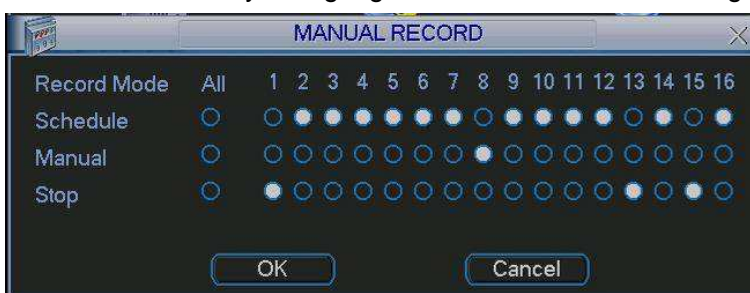 MANUAL RECORD
Record Mode All 1 2 3 4 5 6 7 8 9 10 11 12 13 14 15 16
Schedule
Manual
Stop
OK Cancel